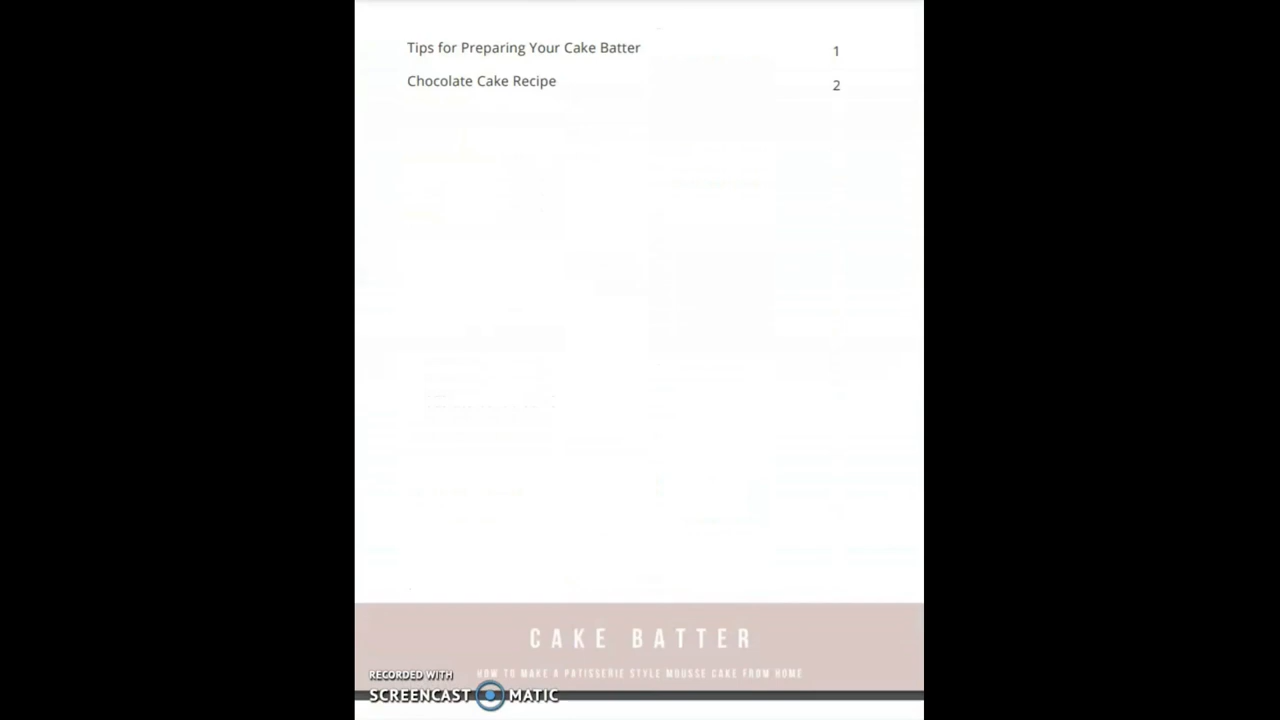 Tips for Preparing Your Cake Batter 1
Chocolate Cake Recipe 2
CAKE BATTER
HOW TO MAKE A PATISSERIE STYLE MOUSSE CAKE FROM HOME
RECORDED WITH
SCREENCAST MATIC